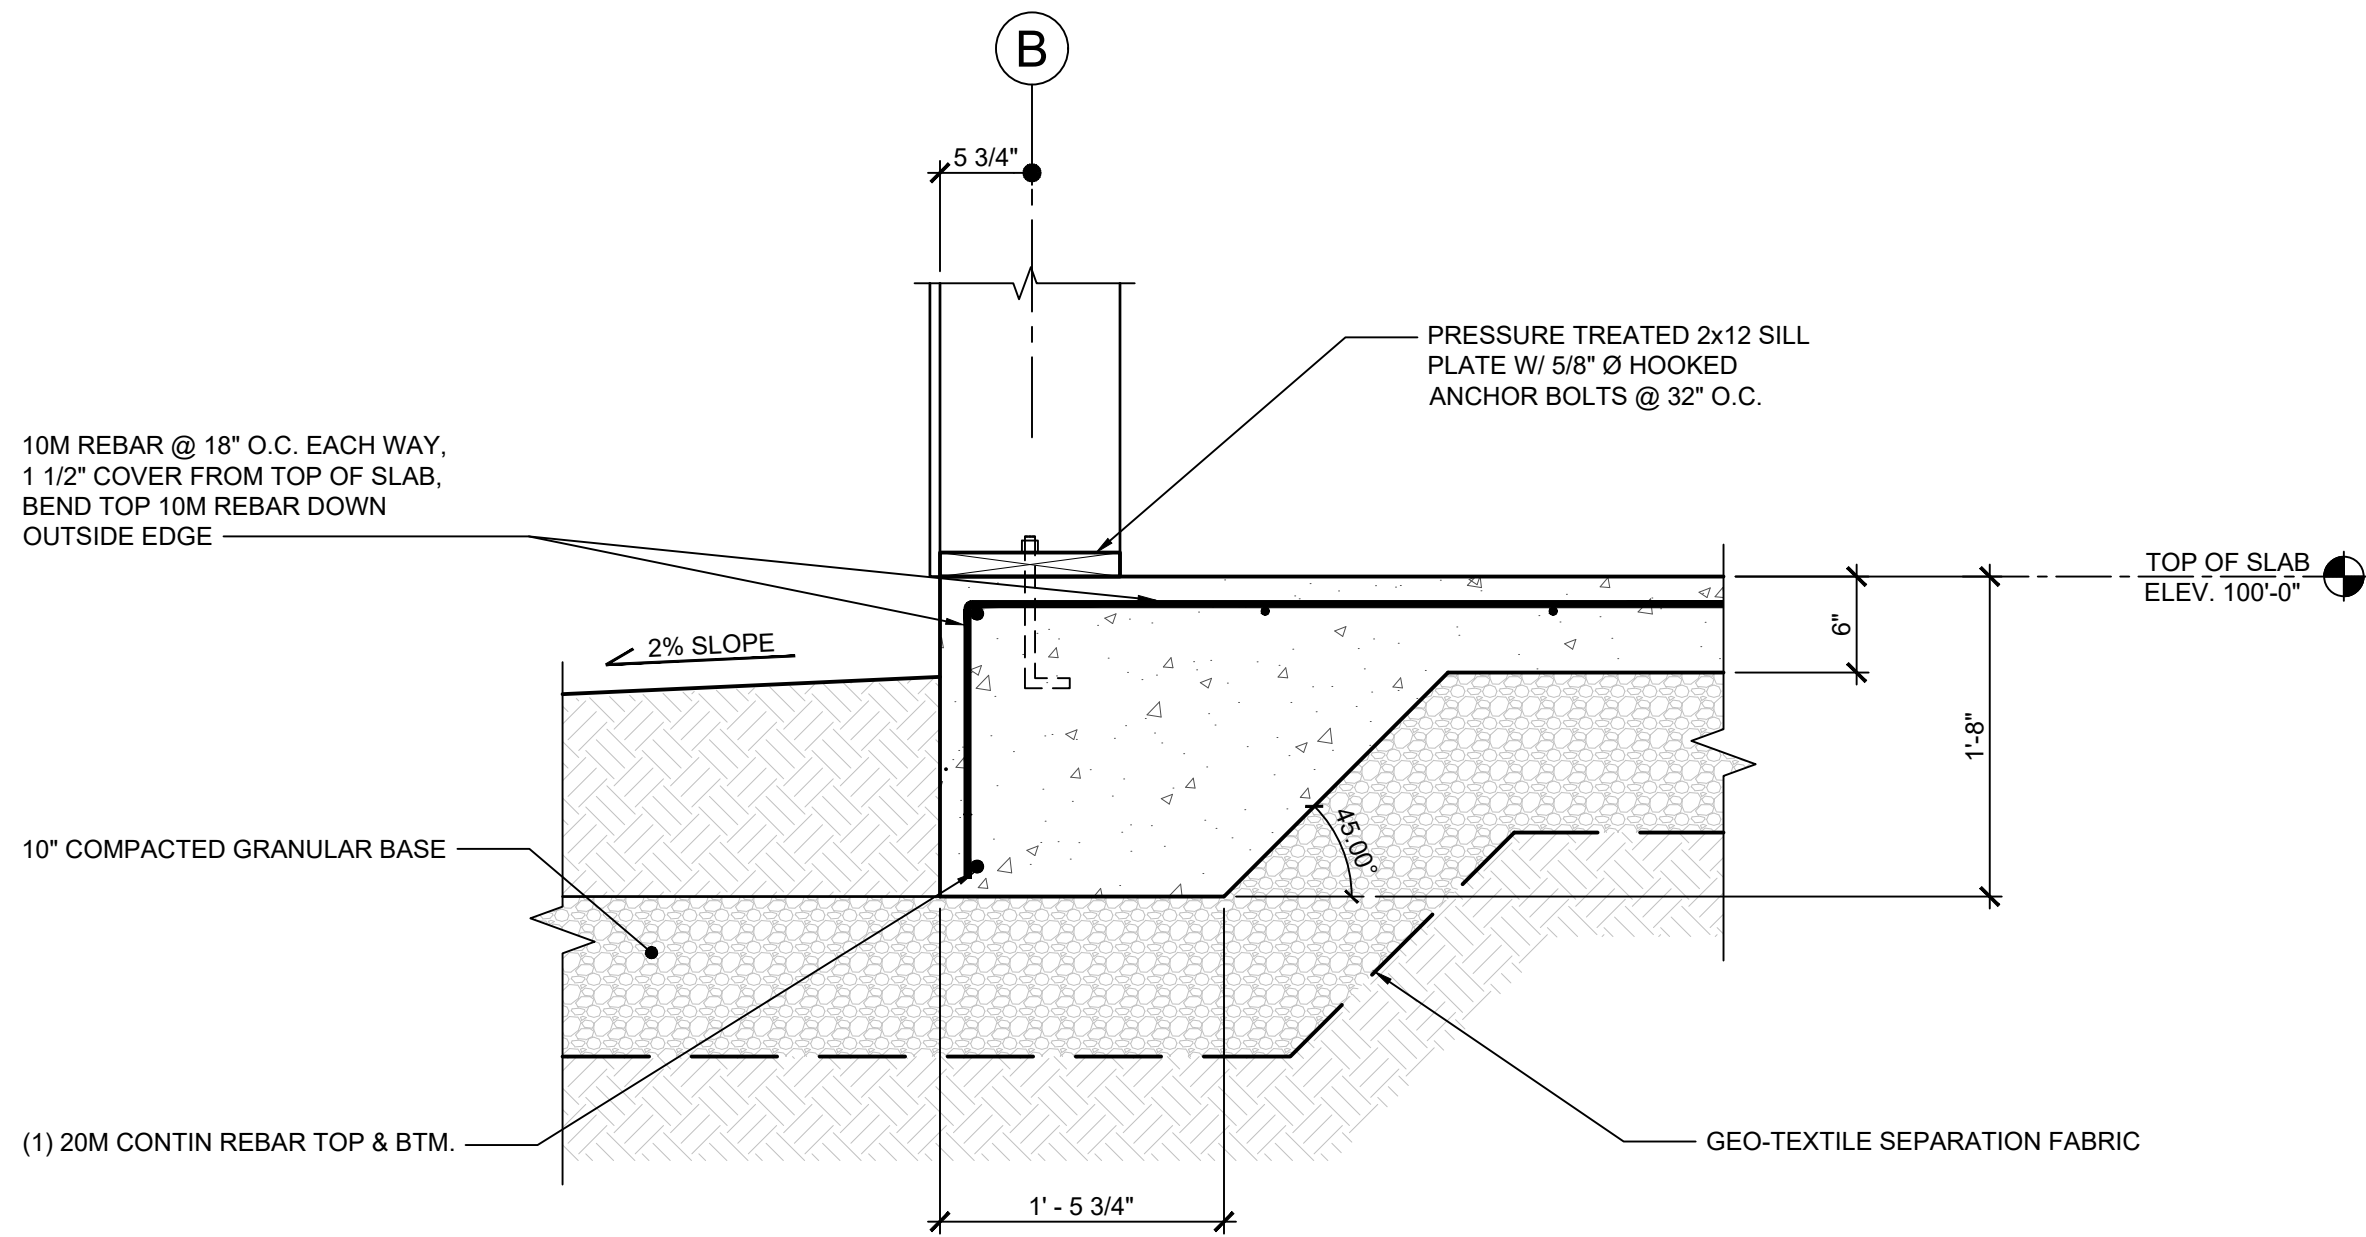 B
5 3/4"
PRESSURE TREATED 2x12 SILL
PLATE W/ 5/8" Ø HOOKED
ANCHOR BOLTS @ 32" O.C.
10M REBAR @ 18" O.C. EACH WAY,
1 1/2" COVER FROM TOP OF SLAB,
BEND TOP 10M REBAR DOWN
OUTSIDE EDGE
TOP OF SLAB
ELEV. 100'-0"
6"
2% SLOPE
1'-8"
45.00°
10" COMPACTED GRANULAR BASE
(1) 20M CONTIN REBAR TOP & BTM.
GEO-TEXTILE SEPARATION FABRIC
1' - 5 3/4"